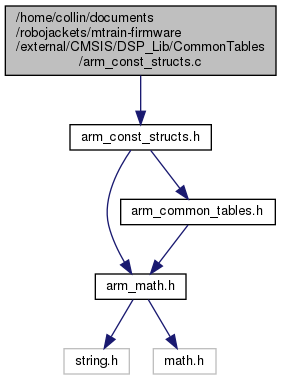 /home/collin/documents
/robojackets/mtrain-firmware
/external/CMSIS/DSP_Lib/CommonTables
/arm_const_structs.c
arm_const_structs.h
arm_common_tables.h
arm_math.h
string.h
math.h